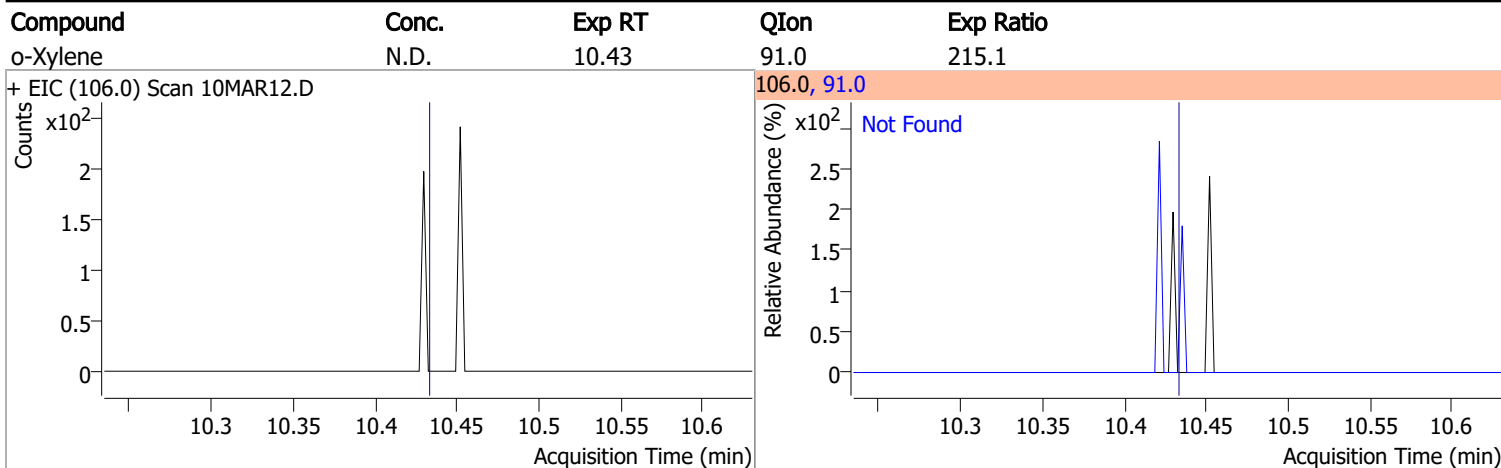 Compound Conc. Exp RT QIon Exp Ratio
o-Xylene N.D. 10.43 91.0 215.1
+ EIC (106.0) Scan 10MAR12.D
Counts
x10²
2
1.5
1
0.5
0
10.3 10.35 10.4 10.45 10.5 10.55 10.6
Acquisition Time (min)
106.0, 91.0
Relative Abundance (%)
x10²
Not Found
2.5
2
1.5
1
0.5
0
10.3 10.35 10.4 10.45 10.5 10.55 10.6
Acquisition Time (min)